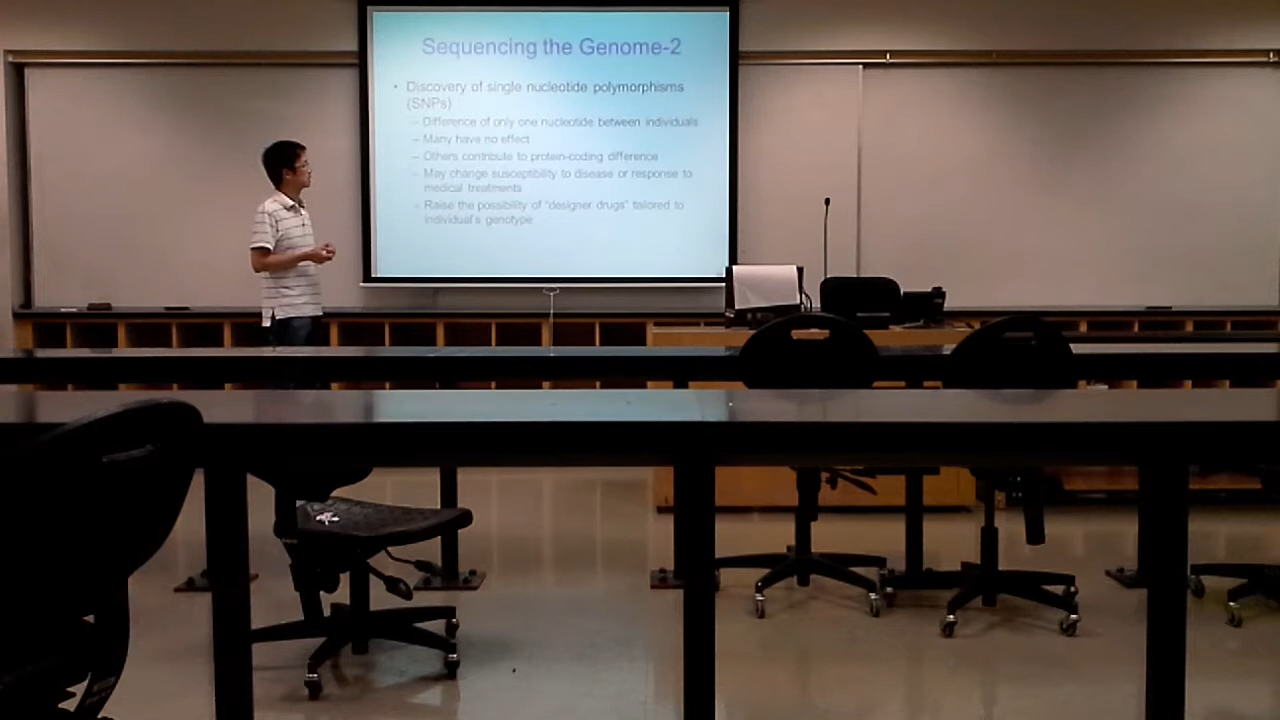 Sequencing the Genome-2
• Discovery of single nucleotide polymorphisms
(SNPs)
– Difference of only one nucleotide between individuals
– Many have no effect
– Others contribute to protein-coding difference
– May change susceptibility to disease or response to
medical treatments
– Raise the possibility of "designer drugs" tailored to
individual's genotype